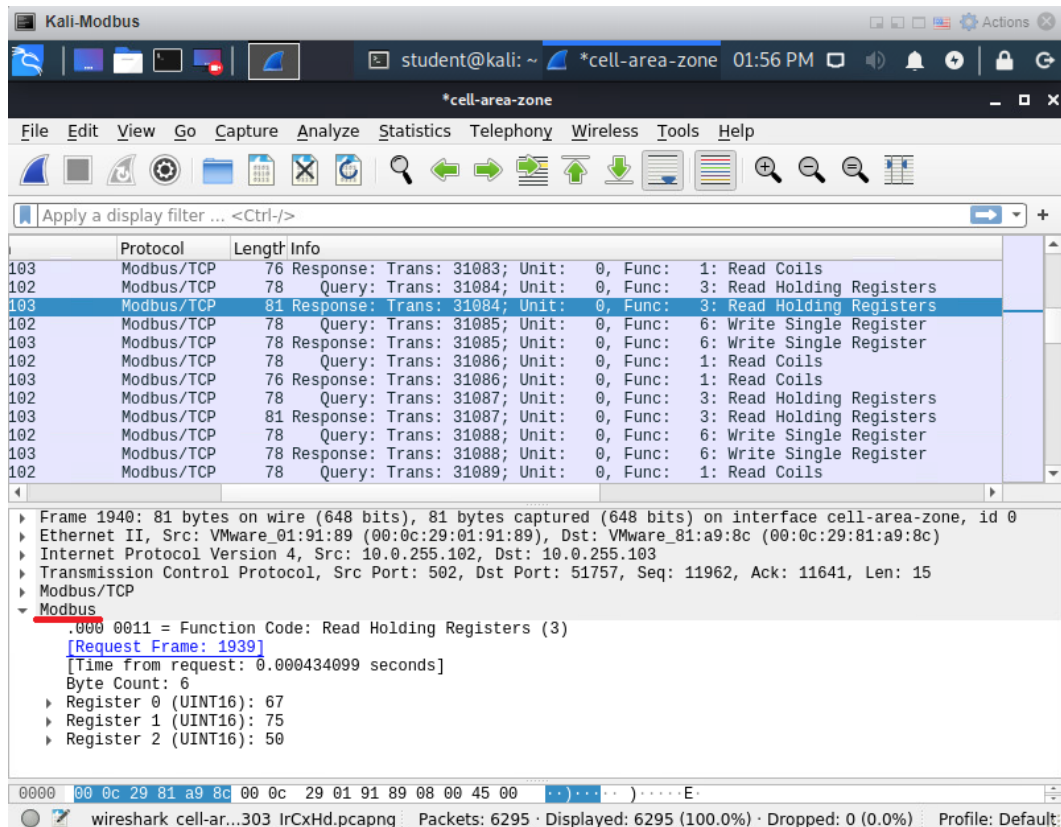 Kali-Modbus
Actions
student@kali: ~
*cell-area-zone
01:56 PM
*cell-area-zone
File Edit View Go Capture Analyze Statistics Telephony Wireless Tools Help
Apply a display filter ... <Ctrl-/>
Protocol Length Info
103 Modbus/TCP 76 Response: Trans: 31083; Unit: 0, Func: 1: Read Coils
102 Modbus/TCP 78 Query: Trans: 31084; Unit: 0, Func: 3: Read Holding Registers
103 Modbus/TCP 81 Response: Trans: 31084; Unit: 0, Func: 3: Read Holding Registers
102 Modbus/TCP 78 Query: Trans: 31085; Unit: 0, Func: 6: Write Single Register
103 Modbus/TCP 78 Response: Trans: 31085; Unit: 0, Func: 6: Write Single Register
102 Modbus/TCP 78 Query: Trans: 31086; Unit: 0, Func: 1: Read Coils
103 Modbus/TCP 76 Response: Trans: 31086; Unit: 0, Func: 1: Read Coils
102 Modbus/TCP 78 Query: Trans: 31087; Unit: 0, Func: 3: Read Holding Registers
103 Modbus/TCP 81 Response: Trans: 31087; Unit: 0, Func: 3: Read Holding Registers
102 Modbus/TCP 78 Query: Trans: 31088; Unit: 0, Func: 6: Write Single Register
103 Modbus/TCP 78 Response: Trans: 31088; Unit: 0, Func: 6: Write Single Register
102 Modbus/TCP 78 Query: Trans: 31089; Unit: 0, Func: 1: Read Coils
Frame 1940: 81 bytes on wire (648 bits), 81 bytes captured (648 bits) on interface cell-area-zone, id 0
Ethernet II, Src: VMware_01:91:89 (00:0c:29:01:91:89), Dst: VMware_81:a9:8c (00:0c:29:81:a9:8c)
Internet Protocol Version 4, Src: 10.0.255.102, Dst: 10.0.255.103
Transmission Control Protocol, Src Port: 502, Dst Port: 51757, Seq: 11962, Ack: 11641, Len: 15
Modbus/TCP
Modbus
.000 0011 = Function Code: Read Holding Registers (3)
[Request Frame: 1939]
[Time from request: 0.000434099 seconds]
Byte Count: 6
Register 0 (UINT16): 67
Register 1 (UINT16): 75
Register 2 (UINT16): 50
0000 00 0c 29 81 a9 8c 00 0c 29 01 91 89 08 00 45 00 ··)····· )·····E·
wireshark_cell-ar...303_IrCxHd.pcapng Packets: 6295 · Displayed: 6295 (100.0%) · Dropped: 0 (0.0%) Profile: Default